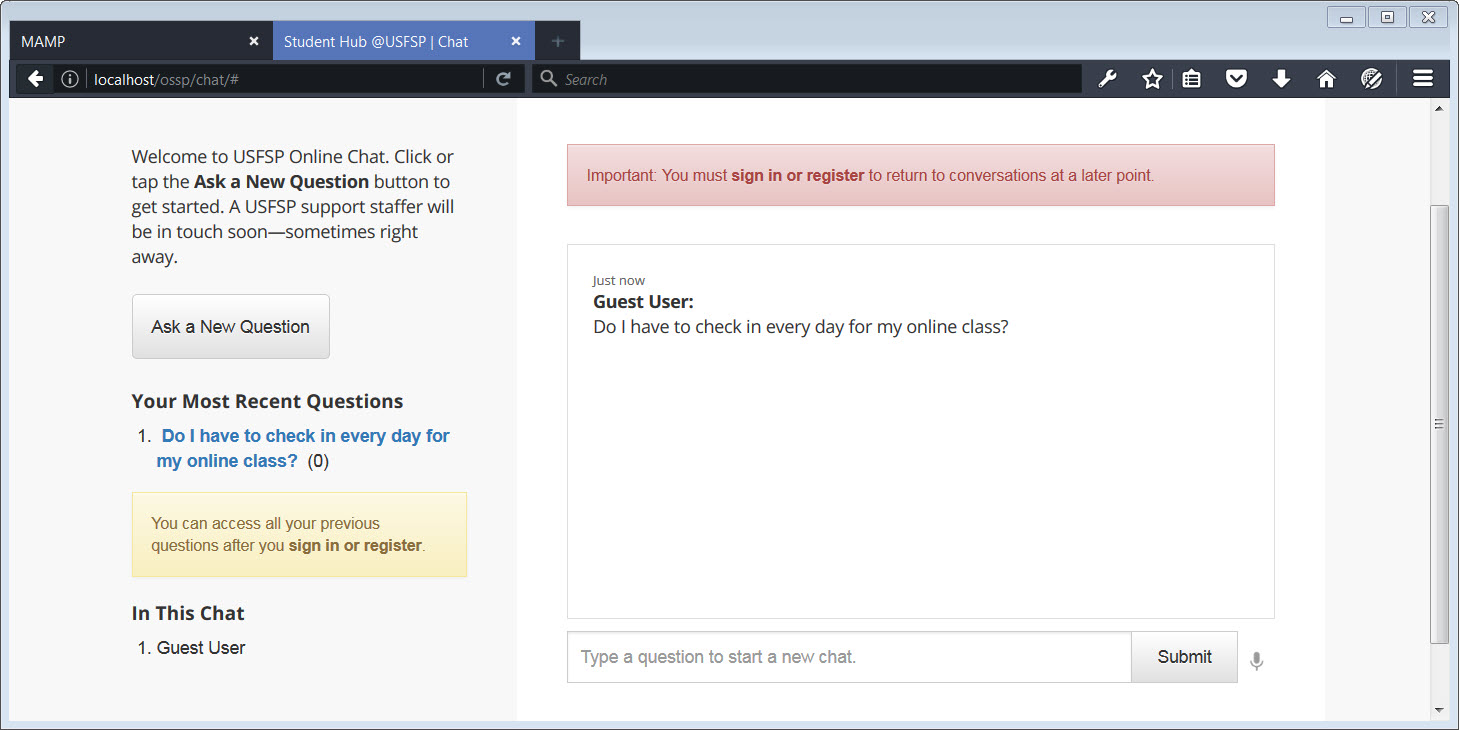 MAMP
Student Hub @USFSP | Chat
localhost/ossp/chat/#
Search
Welcome to USFSP Online Chat. Click or
tap the Ask a New Question button to
get started. A USFSP support staffer will
be in touch soon—sometimes right
away.
Ask a New Question
Your Most Recent Questions
1. Do I have to check in every day for
my online class? (0)
You can access all your previous
questions after you sign in or register.
In This Chat
1. Guest User
Important: You must sign in or register to return to conversations at a later point.
Just now
Guest User:
Do I have to check in every day for my online class?
Type a question to start a new chat.
Submit